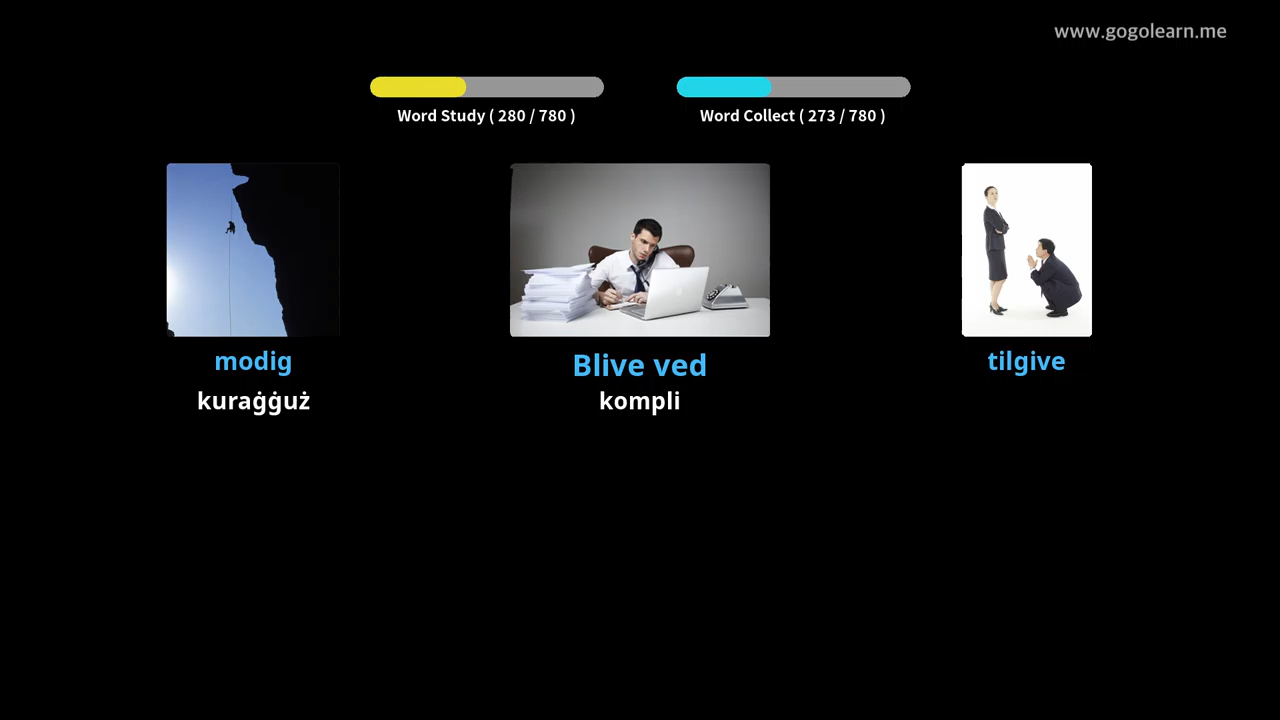 www.gogolearn.me
Word Study ( 280 / 780 )
Word Collect ( 273 / 780 )
modig
Blive ved
tilgive
kuraġġuż
kompli